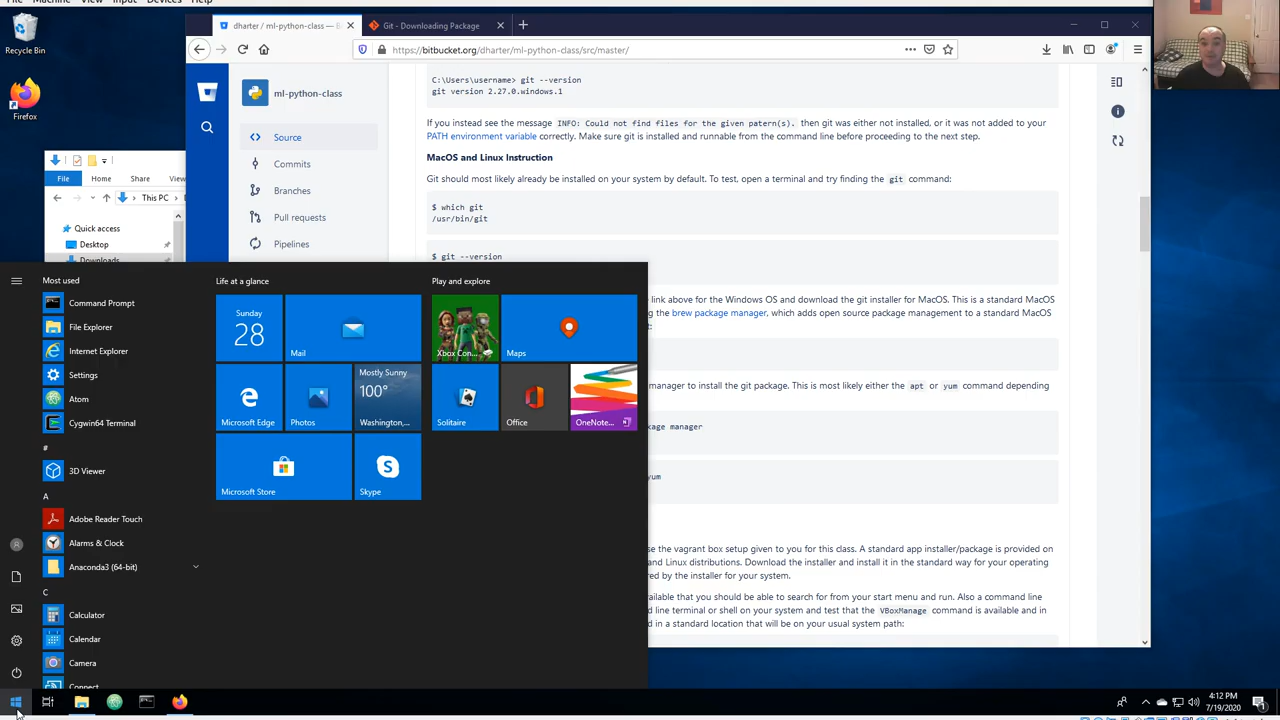 File Machine View Input Devices Help
Recycle Bin
Firefox
dharter / ml-python-class — B
Git - Downloading Package
https://bitbucket.org/dharter/ml-python-class/src/master/
ml-python-class
Source
Commits
Branches
Pull requests
Pipelines
C:\Users\username> git --version
git version 2.27.0.windows.1
If you instead see the message INFO: Could not find files for the given patern(s). then git was either not installed, or it was not added to your
PATH environment variable correctly. Make sure git is installed and runnable from the command line before proceeding to the next step.
MacOS and Linux Instruction
Git should most likely already be installed on your system by default. To test, open a terminal and try finding the git command:
$ which git
/usr/bin/git
$ git --version
link above for the Windows OS and download the git installer for MacOS. This is a standard MacOS
g the brew package manager, which adds open source package management to a standard MacOS
manager to install the git package. This is most likely either the apt or yum command depending
kage manager
yum
se the vagrant box setup given to you for this class. A standard app installer/package is provided on
and Linux distributions. Download the installer and install it in the standard way for your operating
red by the installer for your system.
vailable that you should be able to search for from your start menu and run. Also a command line
d line terminal or shell on your system and test that the VBoxManage command is available and in
d in a standard location that will be on your usual system path:
File
Home
Share
View
This PC
Quick access
Desktop
Downloads
Most used
Command Prompt
File Explorer
Internet Explorer
Settings
Atom
Cygwin64 Terminal
#
3D Viewer
A
Adobe Reader Touch
Alarms & Clock
Anaconda3 (64-bit)
C
Calculator
Calendar
Camera
Connect
Life at a glance
Sunday
28
Mail
Microsoft Edge
Photos
Mostly Sunny
100°
Washington,...
Microsoft Store
Skype
Play and explore
Xbox Con...
Maps
Solitaire
Office
OneNote...
4:12 PM
7/19/2020